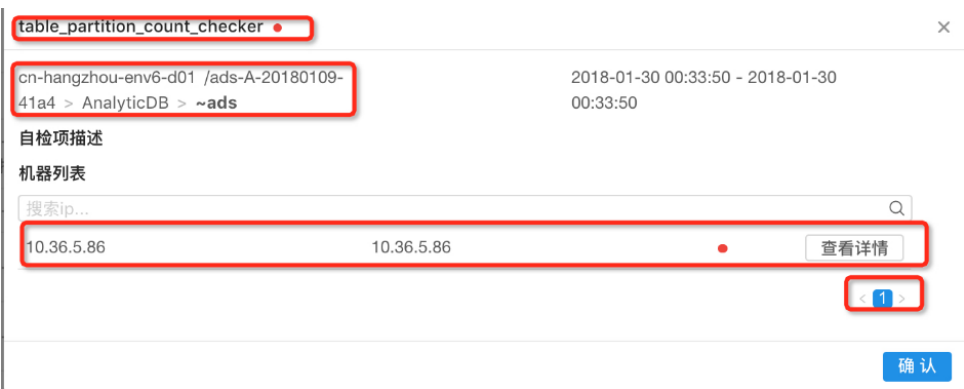 table_partition_count_checker
cn-hangzhou-env6-d01 /ads-A-20180109-
41a4 > AnalyticDB > ~ads
2018-01-30 00:33:50 - 2018-01-30
00:33:50
自检项描述
机器列表
搜索ip...
10.36.5.86 10.36.5.86 查看详情
< 1 >
确 认